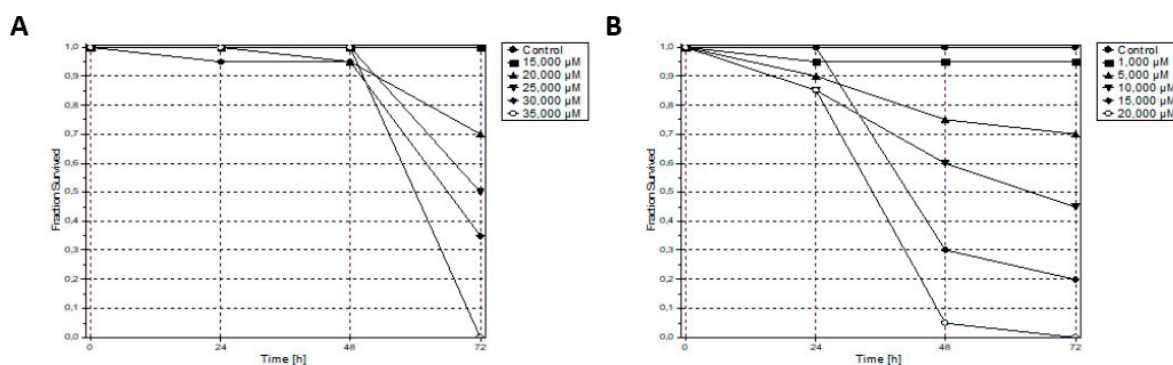 A
Fraction Survived
1,0
0,9
0,8
0,7
0,6
0,5
0,4
0,3
0,2
0,1
0,0
0
24
48
72
Time [h]
Control
15,000 µM
20,000 µM
25,000 µM
30,000 µM
35,000 µM
B
Fraction Survived
1,0
0,9
0,8
0,7
0,6
0,5
0,4
0,3
0,2
0,1
0,0
0
24
48
72
Time [h]
Control
1,000 µM
5,000 µM
10,000 µM
15,000 µM
20,000 µM